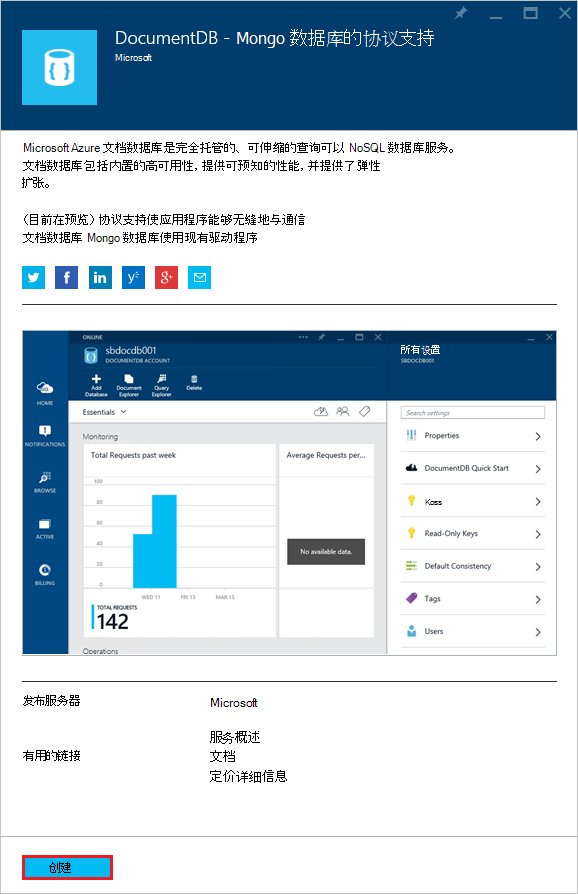 DocumentDB - Mongo 数据库的协议支持
Microsoft
Microsoft Azure 文档数据库是完全托管的、可伸缩的查询可以 NoSQL 数据库服务。
文档数据库包括内置的高可用性, 提供可预知的性能, 并提供了弹性
扩张。
(目前在预览) 协议支持使应用程序能够无缝地与通信
文档数据库 Mongo 数据库使用现有驱动程序
ONLINE
sbdocdb001
DOCUMENTDB ACCOUNT
Add Database
Document Explorer
Query Explorer
Delete
HOME
NOTIFICATIONS
BROWSE
ACTIVE
BILLING
Essentials
Monitoring
Total Requests past week
100
80
60
40
20
0
WED 11
FRI 13
MAR 15
TOTAL REQUESTS
142
Average Requests per...
No available data.
Operations
所有设置
SBDOCDB001
Search settings
Properties
DocumentDB Quick Start
Koss
Read-Only Keys
Default Consistency
Tags
Users
发布服务器
Microsoft
有用的链接
服务概述
文档
定价详细信息
创建